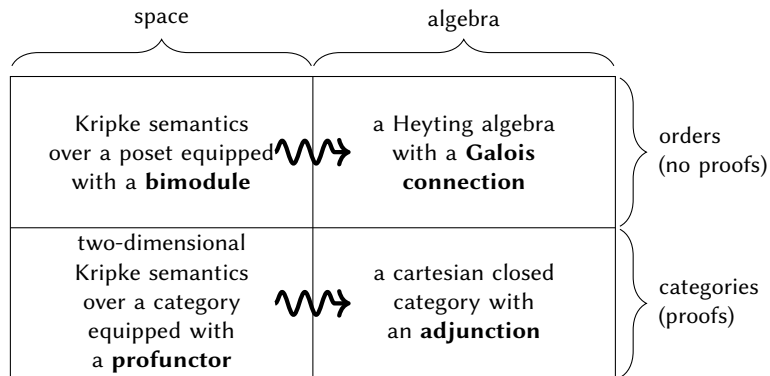 space
algebra
Kripke semantics
over a poset equipped
with a bimodule
a Heyting algebra
with a Galois
connection
orders
(no proofs)
two-dimensional
Kripke semantics
over a category
equipped with
a profunctor
a cartesian closed
category with
an adjunction
categories
(proofs)